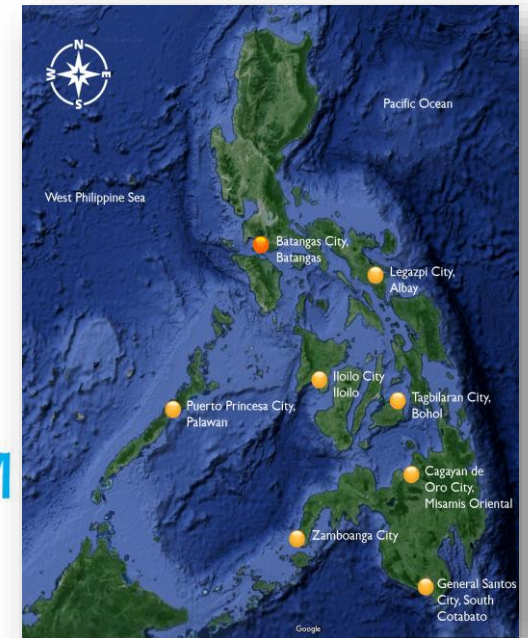 N
W
E
S
Pacific Ocean
West Philippine Sea
Batangas City,
Batangas
Legazpi City,
Albay
Iloilo City
Iloilo
Puerto Princesa City,
Palawan
Tagbilaran City,
Bohol
Cagayan de
Oro City,
Misamis Oriental
Zamboanga City
General Santos
City, South
Cotabato
Google